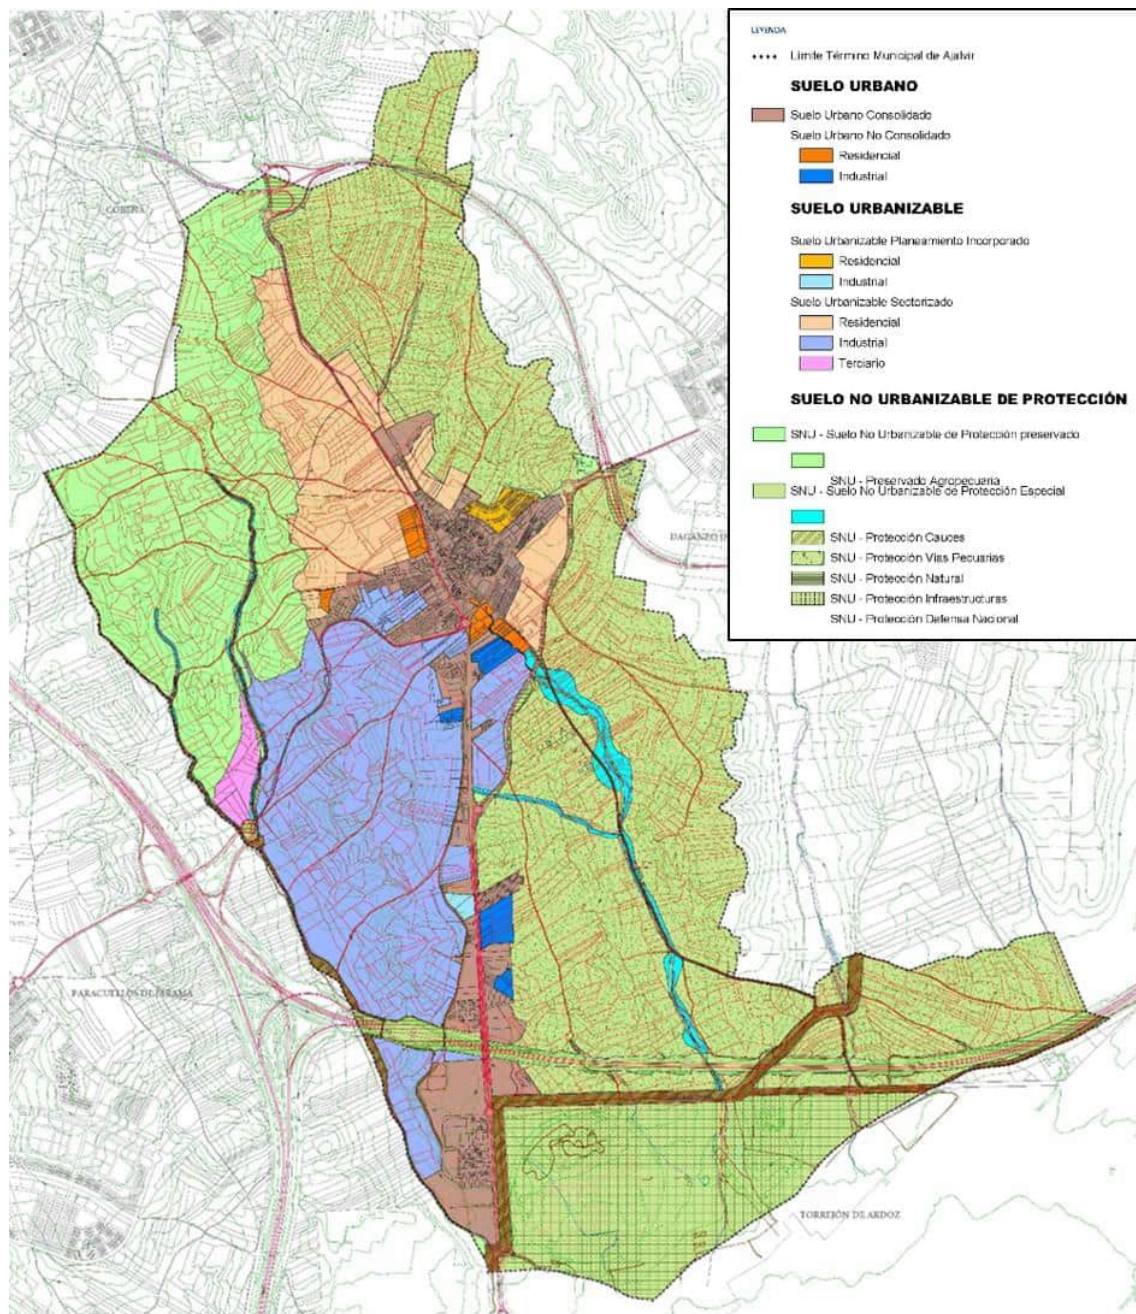 LEYENDA
Límite Término Municipal de Ajalvir
SUELO URBANO
Suelo Urbano Consolidado
Suelo Urbano No Consolidado
Residencial
Industrial
SUELO URBANIZABLE
Suelo Urbanizable Planeamiento Incorporado
Residencial
Industrial
Suelo Urbanizable Sectorizado
Residencial
Industrial
Terciario
SUELO NO URBANIZABLE DE PROTECCIÓN
SNU - Suelo No Urbanizable de Protección preservado
SNU - Preservado Agropecuaria
SNU - Suelo No Urbanizable de Protección Especial
SNU - Protección Cauces
SNU - Protección Vías Pecuarias
SNU - Protección Natural
SNU - Protección Infraestructuras
SNU - Protección Defensa Nacional
COBEÑA
DAGANZO
PARACUELLOS DE JARAMA
TORREJÓN DE ARDOZ